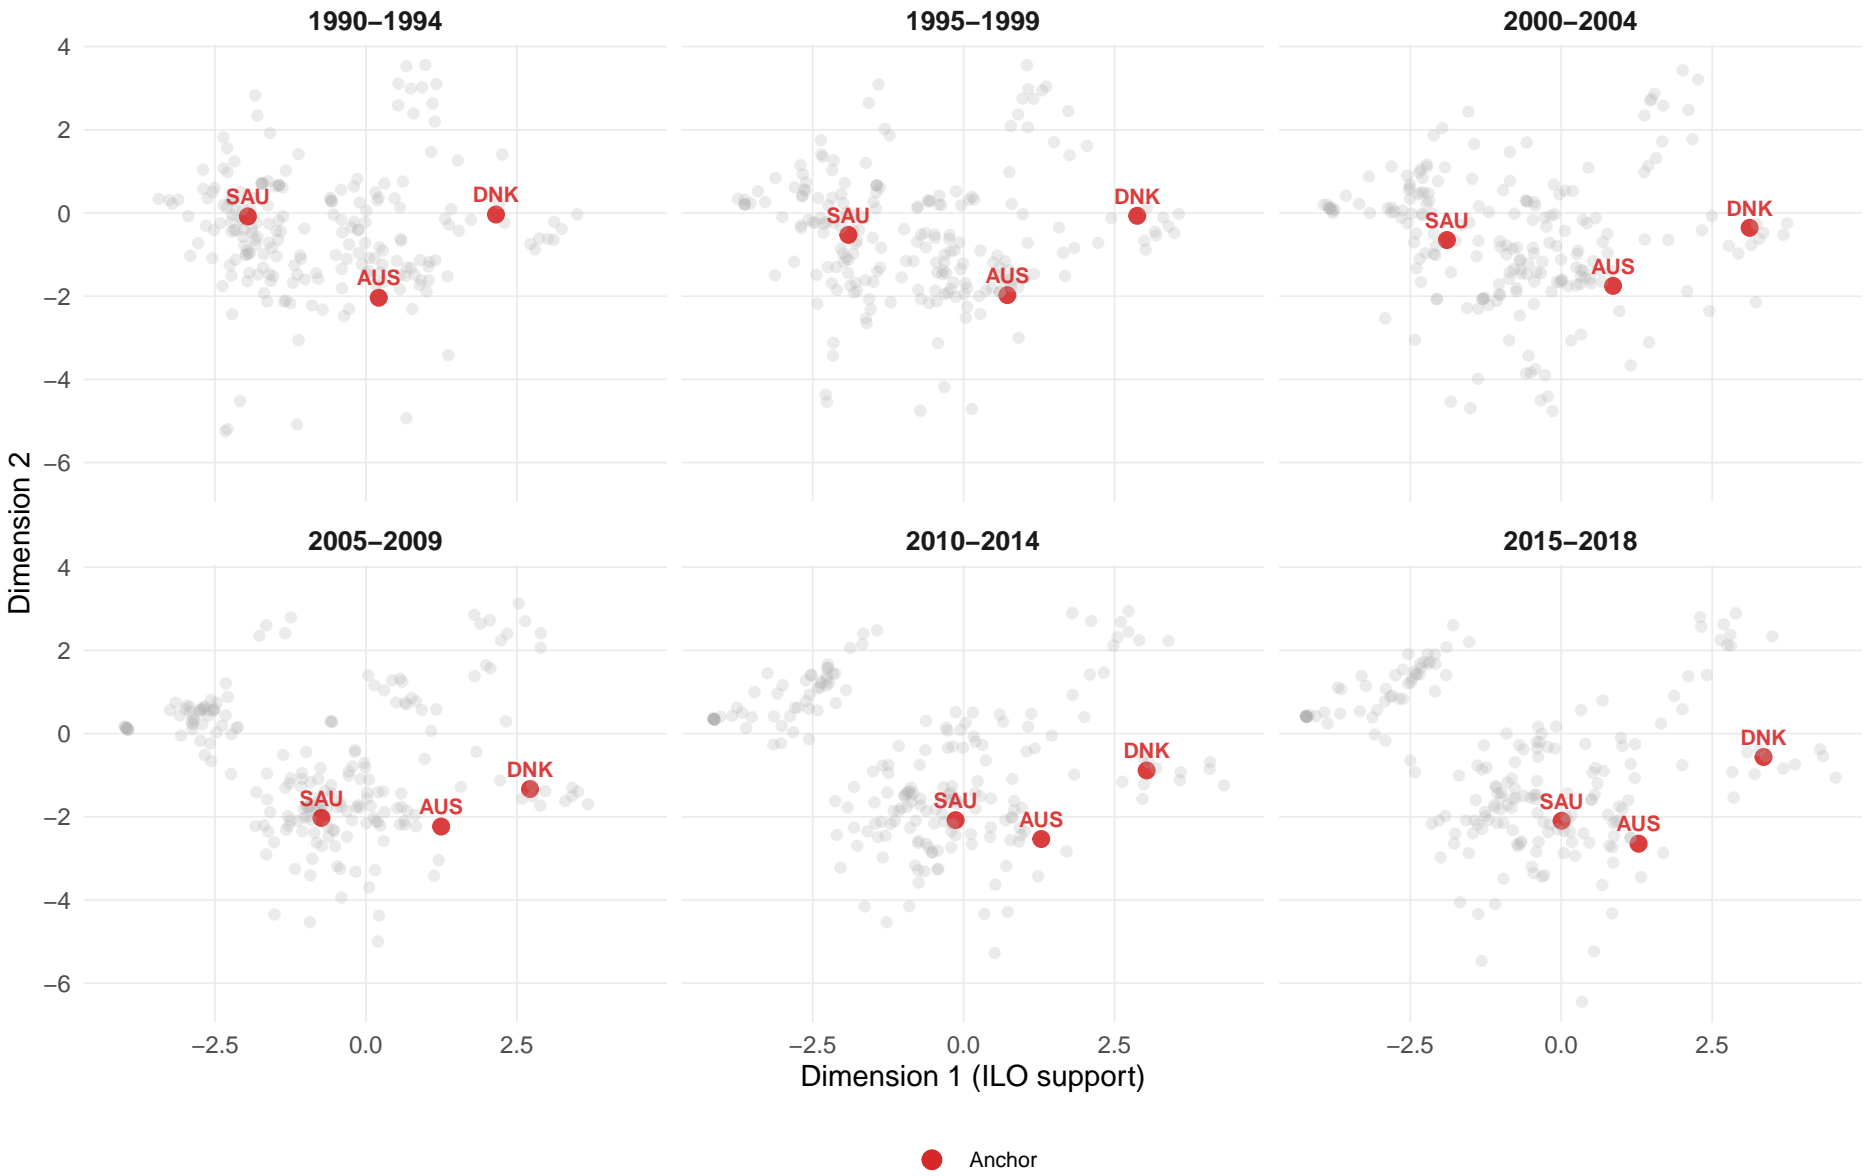 1990−1994
1995−1999
2000−2004
4
2
0
−2
−4
−6
SAU
DNK
AUS
SAU
DNK
AUS
SAU
DNK
AUS
Dimension 2
2005−2009
2010−2014
2015−2018
4
2
0
−2
−4
−6
SAU
DNK
AUS
SAU
DNK
AUS
SAU
DNK
AUS
−2.5 0.0 2.5
−2.5 0.0 2.5
−2.5 0.0 2.5
Dimension 1 (ILO support)
Anchor